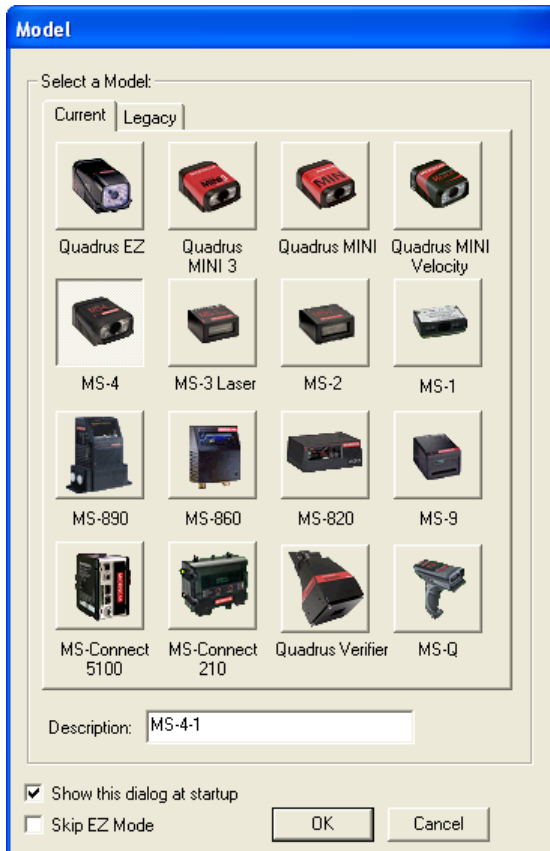 Model
Select a Model:
Current Legacy
Quadrus EZ
Quadrus MINI 3
Quadrus MINI
Quadrus MINI Velocity
MS-4
MS-3 Laser
MS-2
MS-1
MS-890
MS-860
MS-820
MS-9
MS-Connect 5100
MS-Connect 210
Quadrus Verifier
MS-Q
Description: MS-4-1
Show this dialog at startup
Skip EZ Mode
OK
Cancel